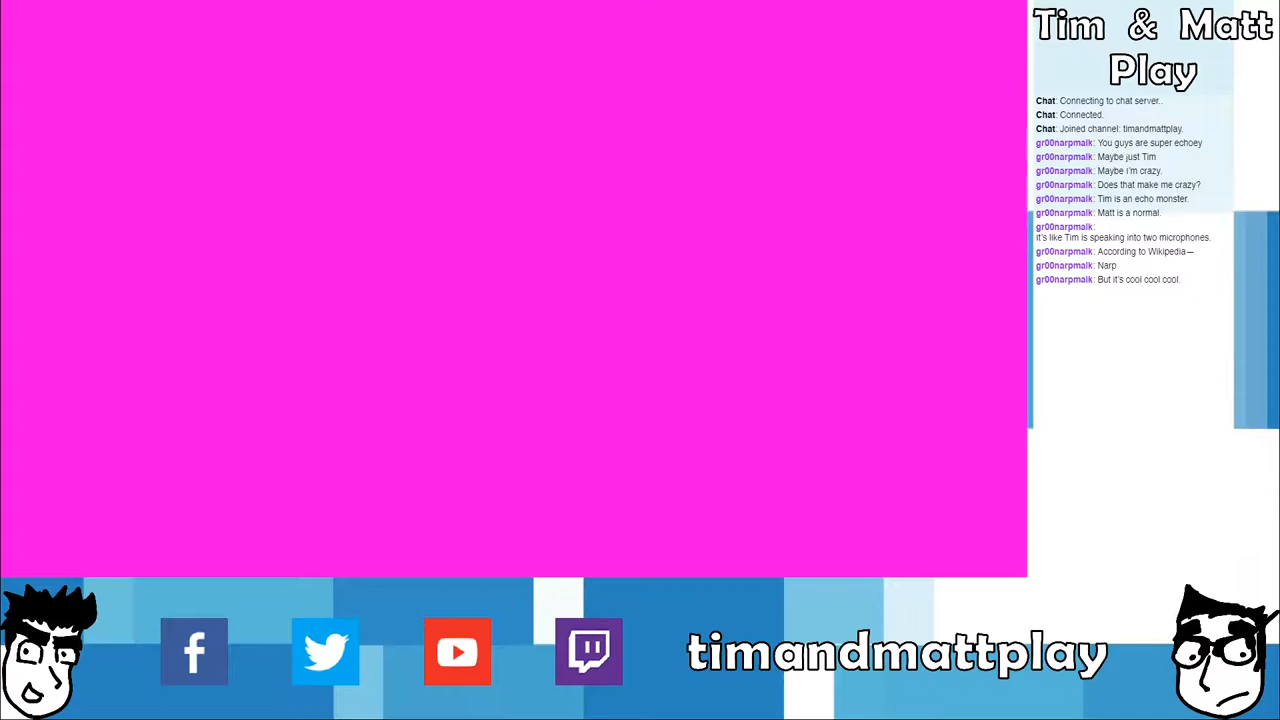 Tim & Matt
Play
Chat: Connecting to chat server..
Chat: Connected.
Chat: Joined channel: timandmattplay.
gr00narpmalk: You guys are super echoey
gr00narpmalk: Maybe just Tim
gr00narpmalk: Maybe I'm crazy.
gr00narpmalk: Does that make me crazy?
gr00narpmalk: Tim is an echo monster.
gr00narpmalk: Matt is a normal.
gr00narpmalk:
it's like Tim is speaking into two microphones.
gr00narpmalk: According to Wikipedia—
gr00narpmalk: Narp
gr00narpmalk: But it's cool cool cool.
timandmattplay